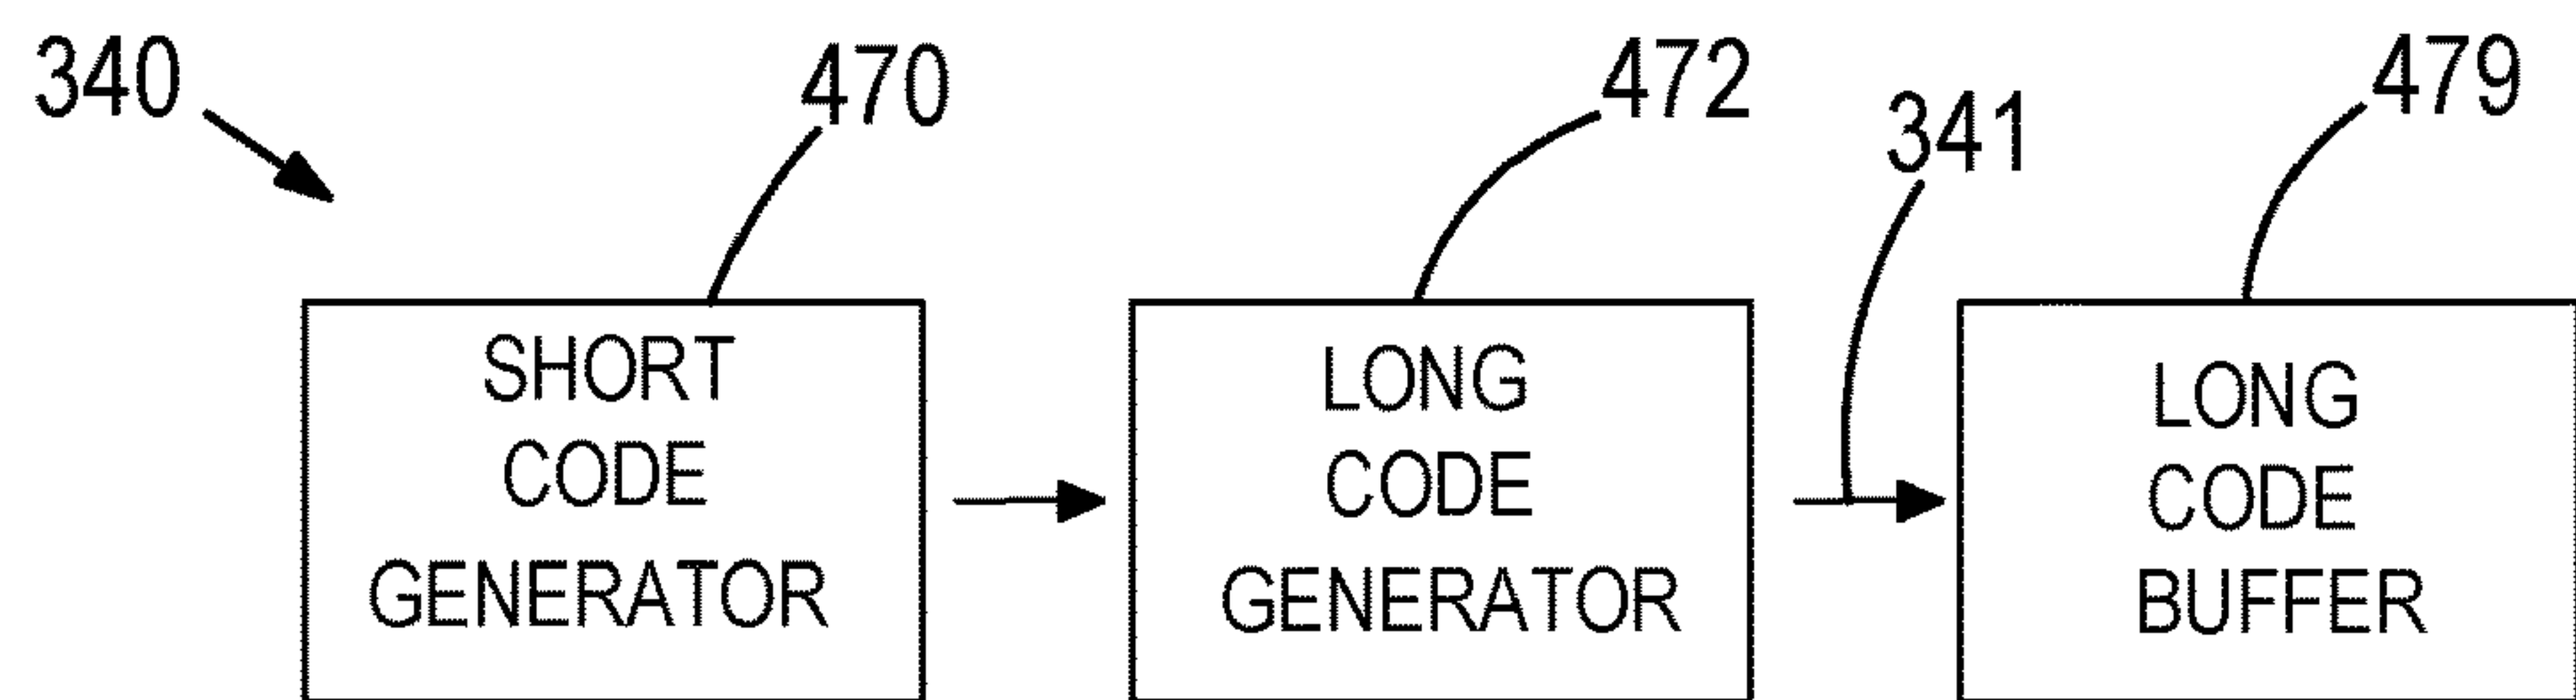 340
470
472
341
479
SHORT
CODE
GENERATOR
LONG
CODE
GENERATOR
LONG
CODE
BUFFER